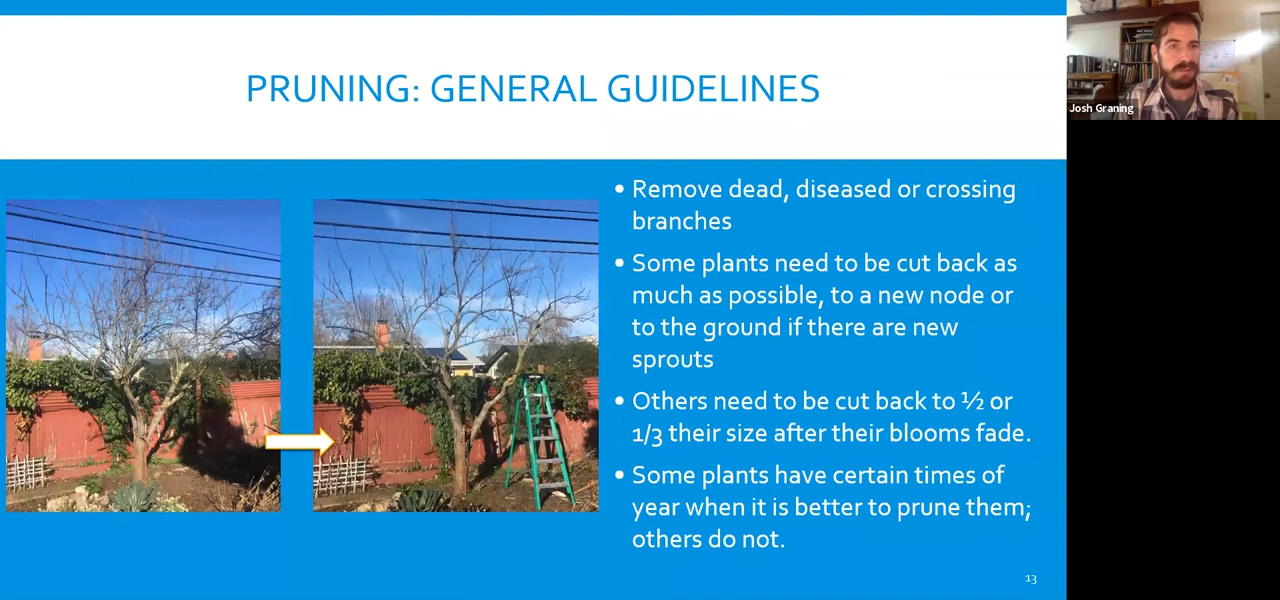 PRUNING: GENERAL GUIDELINES
Josh Graning
• Remove dead, diseased or crossing
branches
• Some plants need to be cut back as
much as possible, to a new node or
to the ground if there are new
sprouts
• Others need to be cut back to ½ or
1/3 their size after their blooms fade.
• Some plants have certain times of
year when it is better to prune them;
others do not.
13